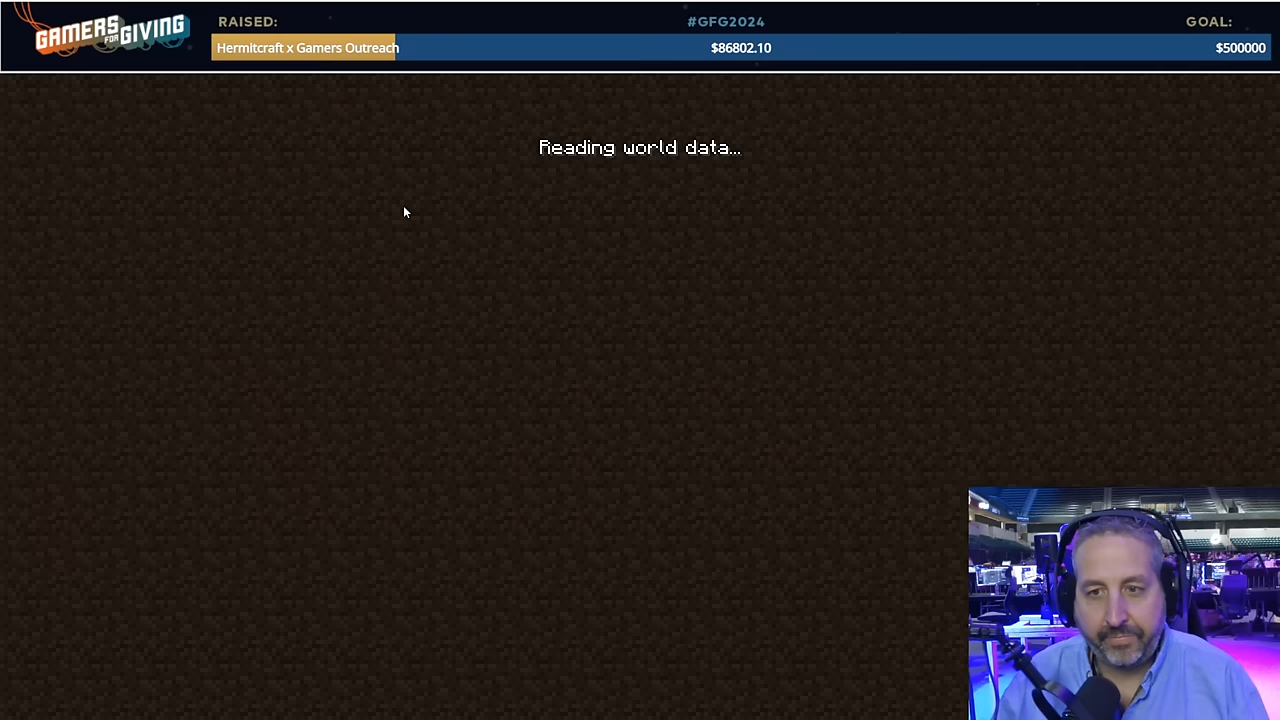 GAMERS FOR GIVING
RAISED: #GFG2024 GOAL:
Hermitcraft x Gamers Outreach $86802.10 $500000
Reading world data...